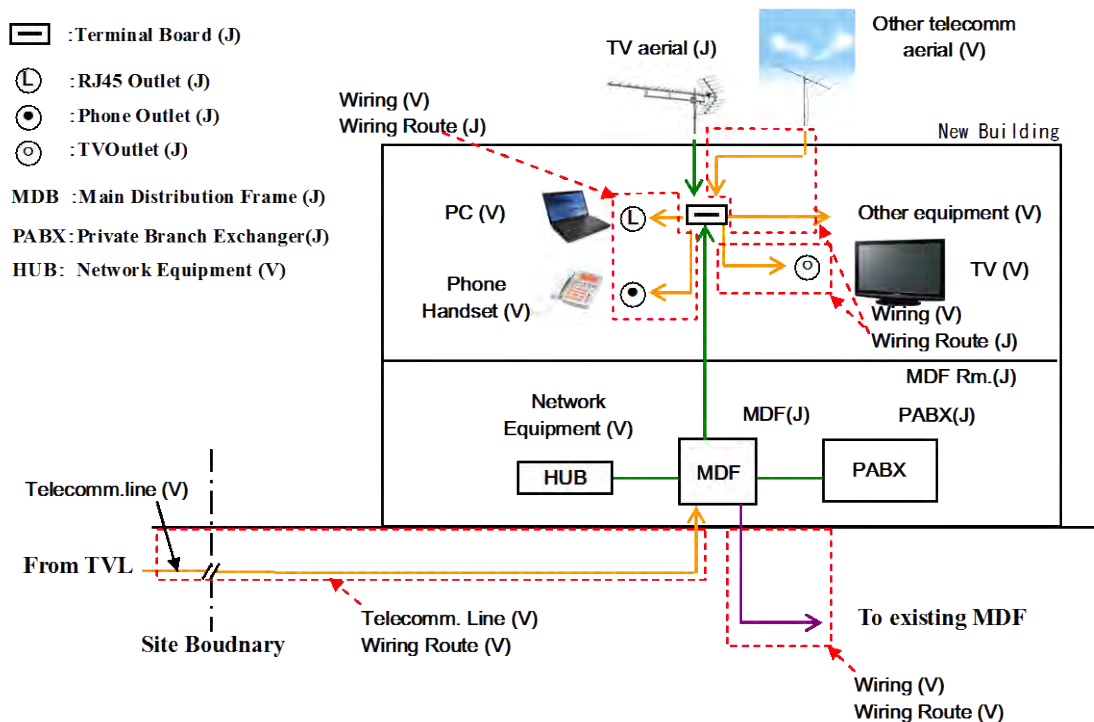 :Terminal Board (J)
L :RJ45 Outlet (J)
:Phone Outlet (J)
:TVOutlet (J)
MDB :Main Distribution Frame (J)
PABX: Private Branch Exchanger(J)
HUB: Network Equipment (V)
TV aerial (J)
Other telecomm
aerial (V)
Wiring (V)
Wiring Route (J)
New Building
PC (V)
L
Other equipment (V)
Phone
Handset (V)
TV (V)
Wiring (V)
Wiring Route (J)
MDF Rm.(J)
Network
Equipment (V)
MDF(J)
PABX(J)
HUB
MDF
PABX
Telecomm.line (V)
From TVL
Site Boudnary
Telecomm. Line (V)
Wiring Route (V)
To existing MDF
Wiring (V)
Wiring Route (V)